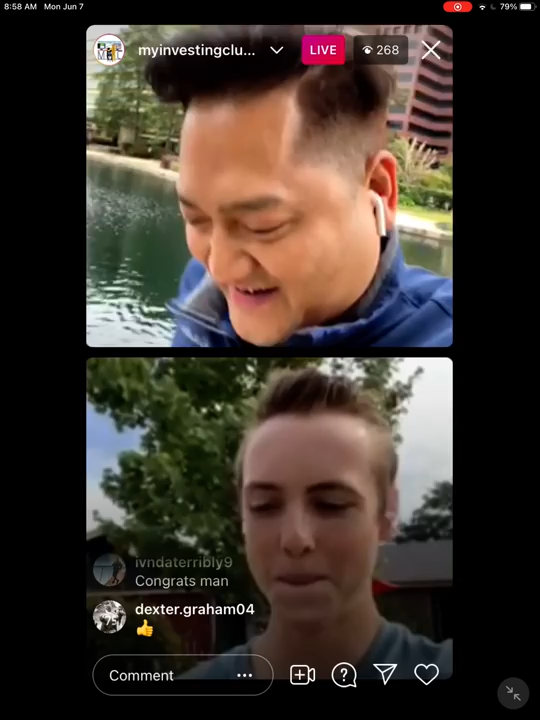 8:58 AM Mon Jun 7
79%
myinvestingclu...
LIVE
268
ivndaterribly9
Congrats man
dexter.graham04
👍
Comment